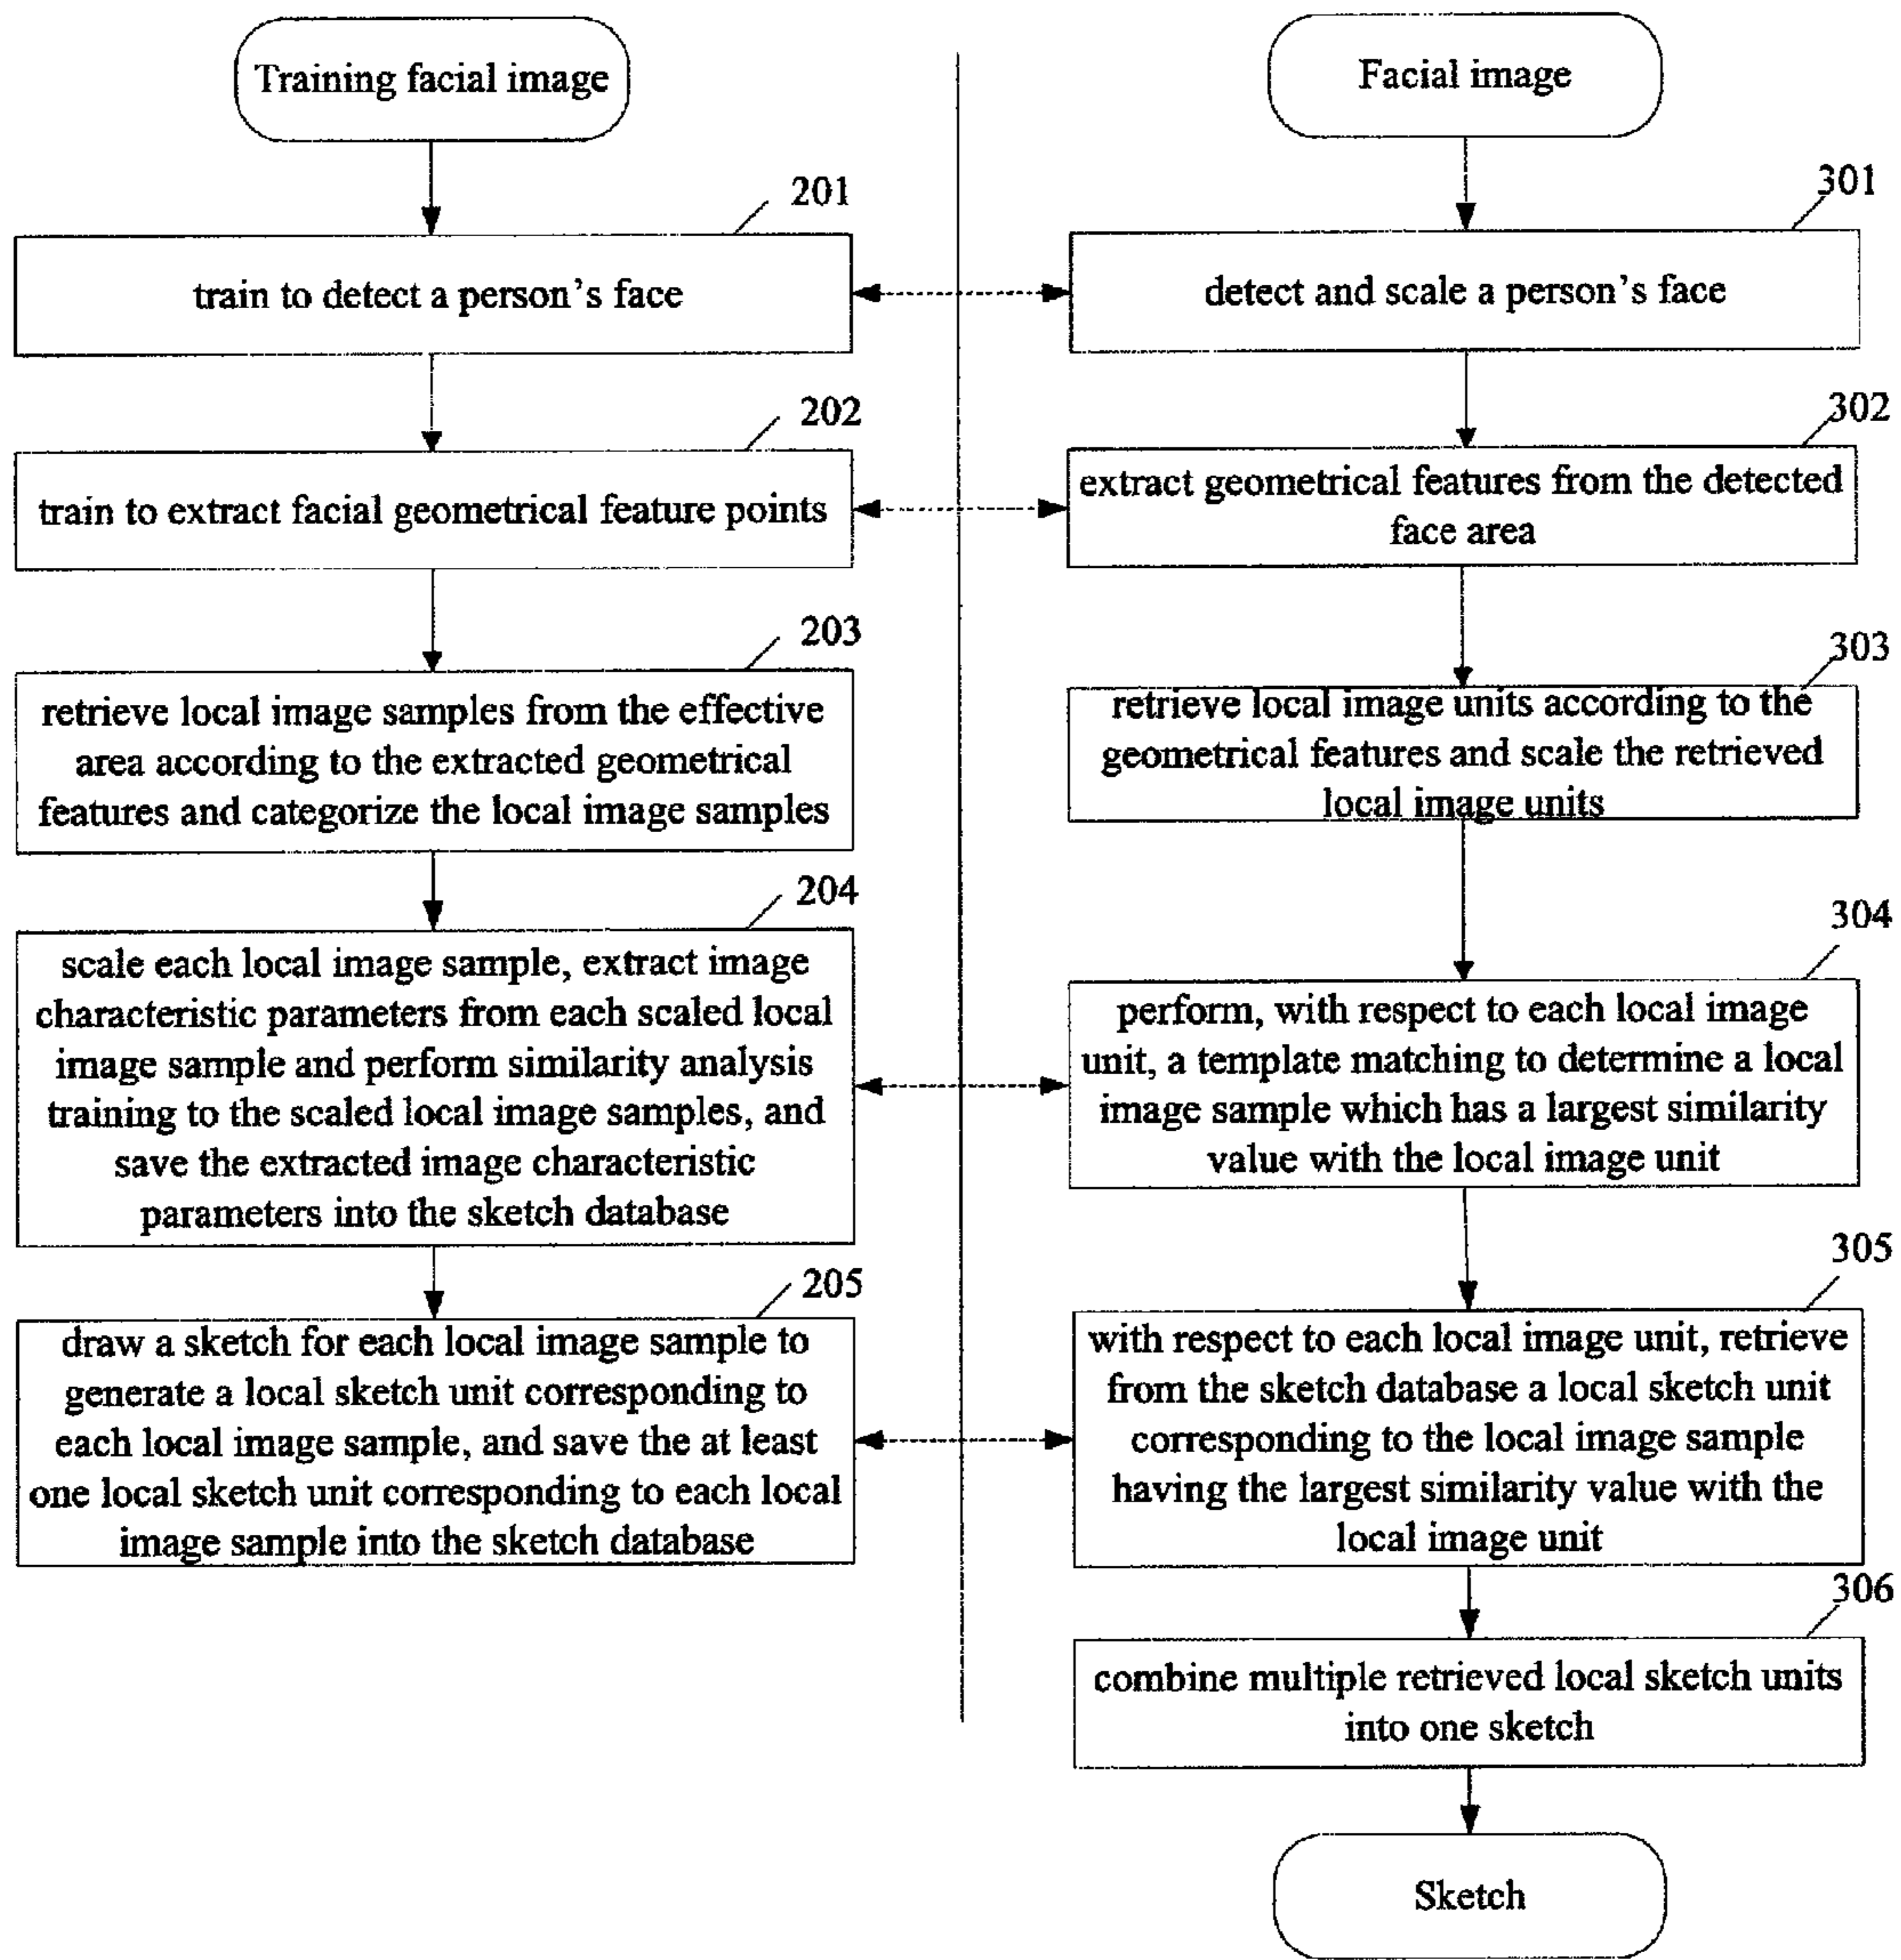 Training facial image
201
train to detect a person's face
202
train to extract facial geometrical feature points
203
retrieve local image samples from the effective
area according to the extracted geometrical
features and categorize the local image samples
204
scale each local image sample, extract image
characteristic parameters from each scaled local
image sample and perform similarity analysis
training to the scaled local image samples, and
save the extracted image characteristic
parameters into the sketch database
205
draw a sketch for each local image sample to
generate a local sketch unit corresponding to
each local image sample, and save the at least
one local sketch unit corresponding to each local
image sample into the sketch database
Facial image
301
detect and scale a person's face
302
extract geometrical features from the detected
face area
303
retrieve local image units according to the
geometrical features and scale the retrieved
local image units
304
perform, with respect to each local image
unit, a template matching to determine a local
image sample which has a largest similarity
value with the local image unit
305
with respect to each local image unit, retrieve
from the sketch database a local sketch unit
corresponding to the local image sample
having the largest similarity value with the
local image unit
306
combine multiple retrieved local sketch units
into one sketch
Sketch